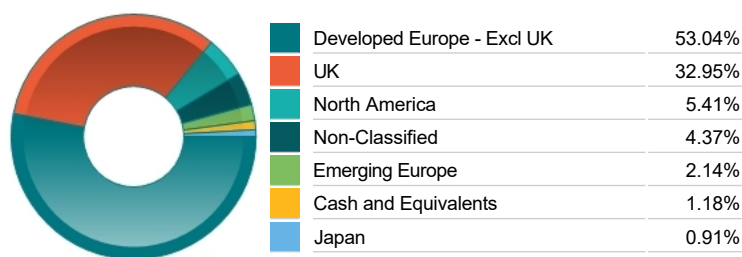 Developed Europe - Excl UK 53.04%
UK 32.95%
North America 5.41%
Non-Classified 4.37%
Emerging Europe 2.14%
Cash and Equivalents 1.18%
Japan 0.91%